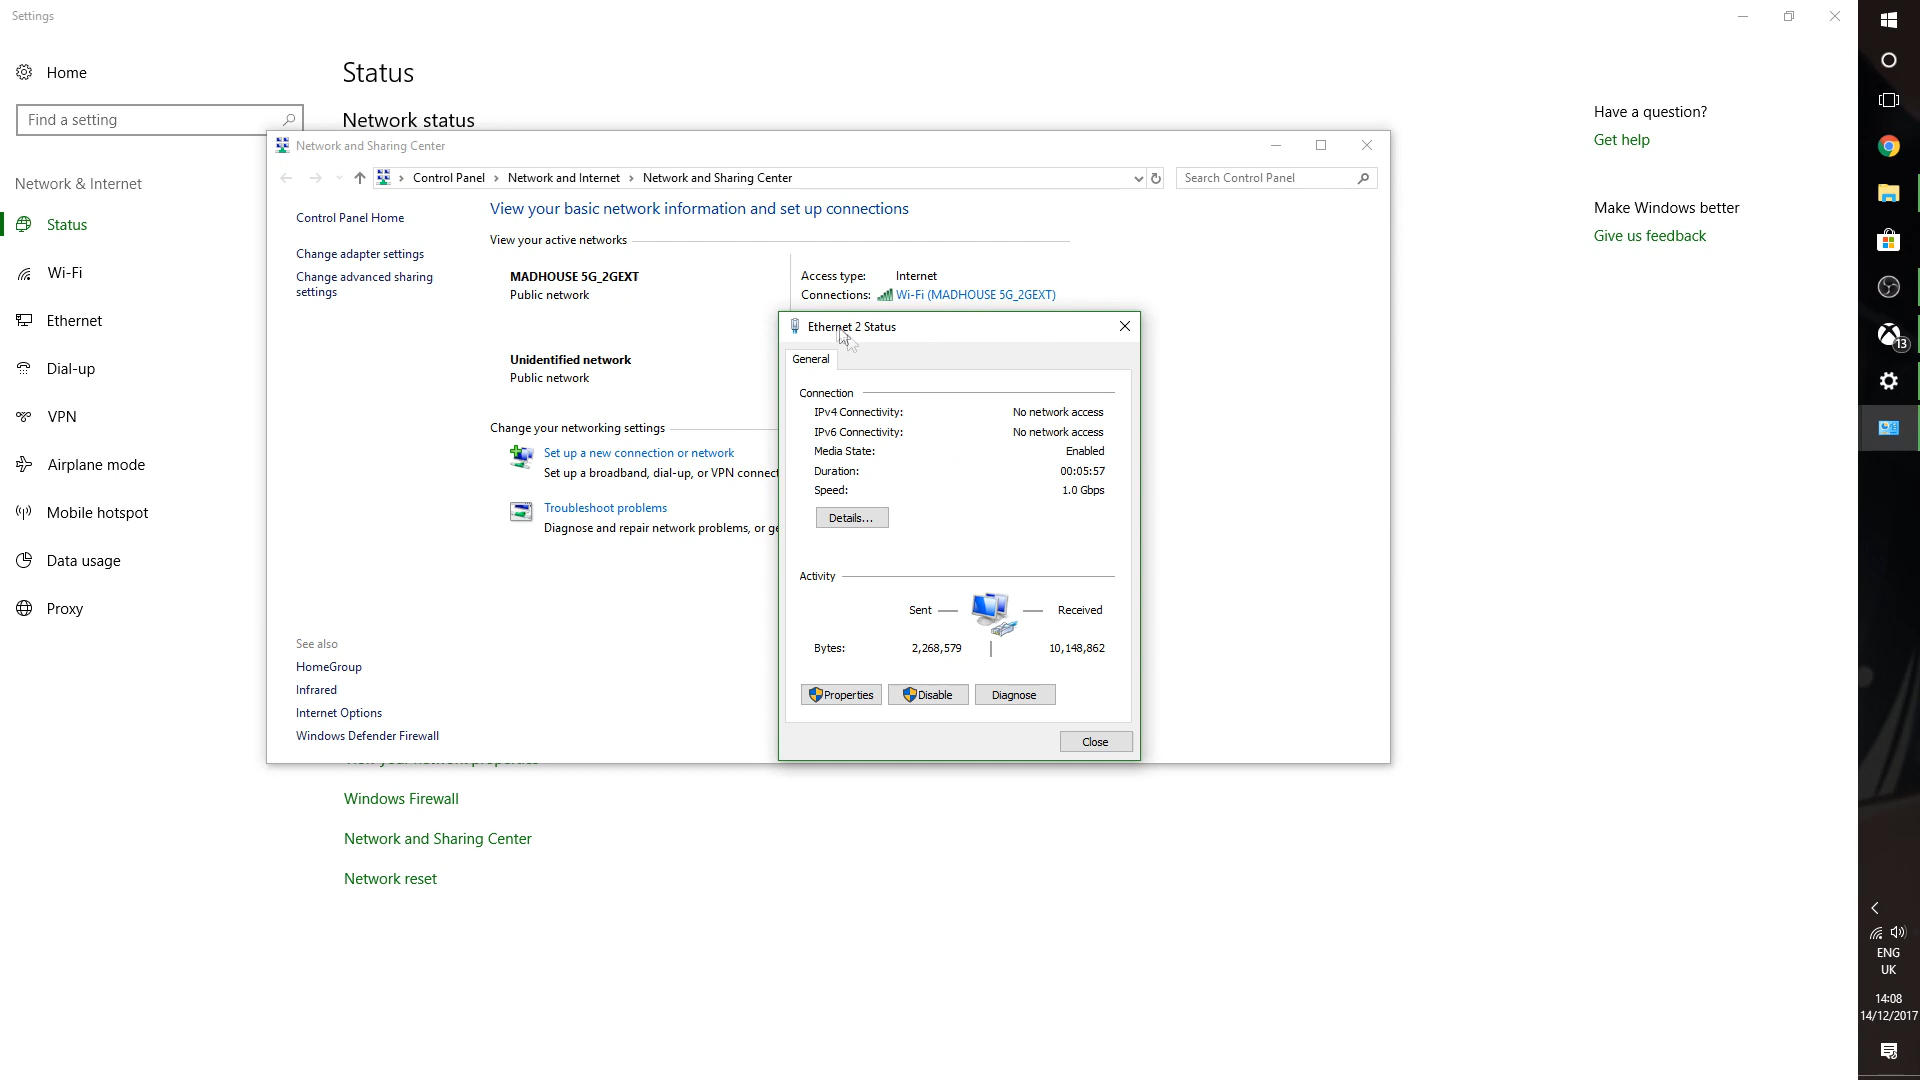 Settings
Home
Find a setting
Network & Internet
Status
Wi-Fi
Ethernet
Dial-up
VPN
Airplane mode
Mobile hotspot
Data usage
Proxy
Status
Network status
Network and Sharing Center
Control Panel > Network and Internet > Network and Sharing Center
Search Control Panel
Control Panel Home
Change adapter settings
Change advanced sharing
settings
See also
HomeGroup
Infrared
Internet Options
Windows Defender Firewall
View your basic network information and set up connections
View your active networks
MADHOUSE 5G_2GEXT
Public network
Access type: Internet
Connections: Wi-Fi (MADHOUSE 5G_2GEXT)
Unidentified network
Public network
Change your networking settings
Set up a new connection or network
Set up a broadband, dial-up, or VPN connect
Troubleshoot problems
Diagnose and repair network problems, or ge
Ethernet 2 Status
General
Connection
IPv4 Connectivity: No network access
IPv6 Connectivity: No network access
Media State: Enabled
Duration: 00:05:57
Speed: 1.0 Gbps
Details...
Activity
Sent Received
Bytes: 2,268,579 10,148,862
Properties Disable Diagnose
Close
Windows Firewall
Network and Sharing Center
Network reset
Have a question?
Get help
Make Windows better
Give us feedback
13
ENG
UK
14:08
14/12/2017